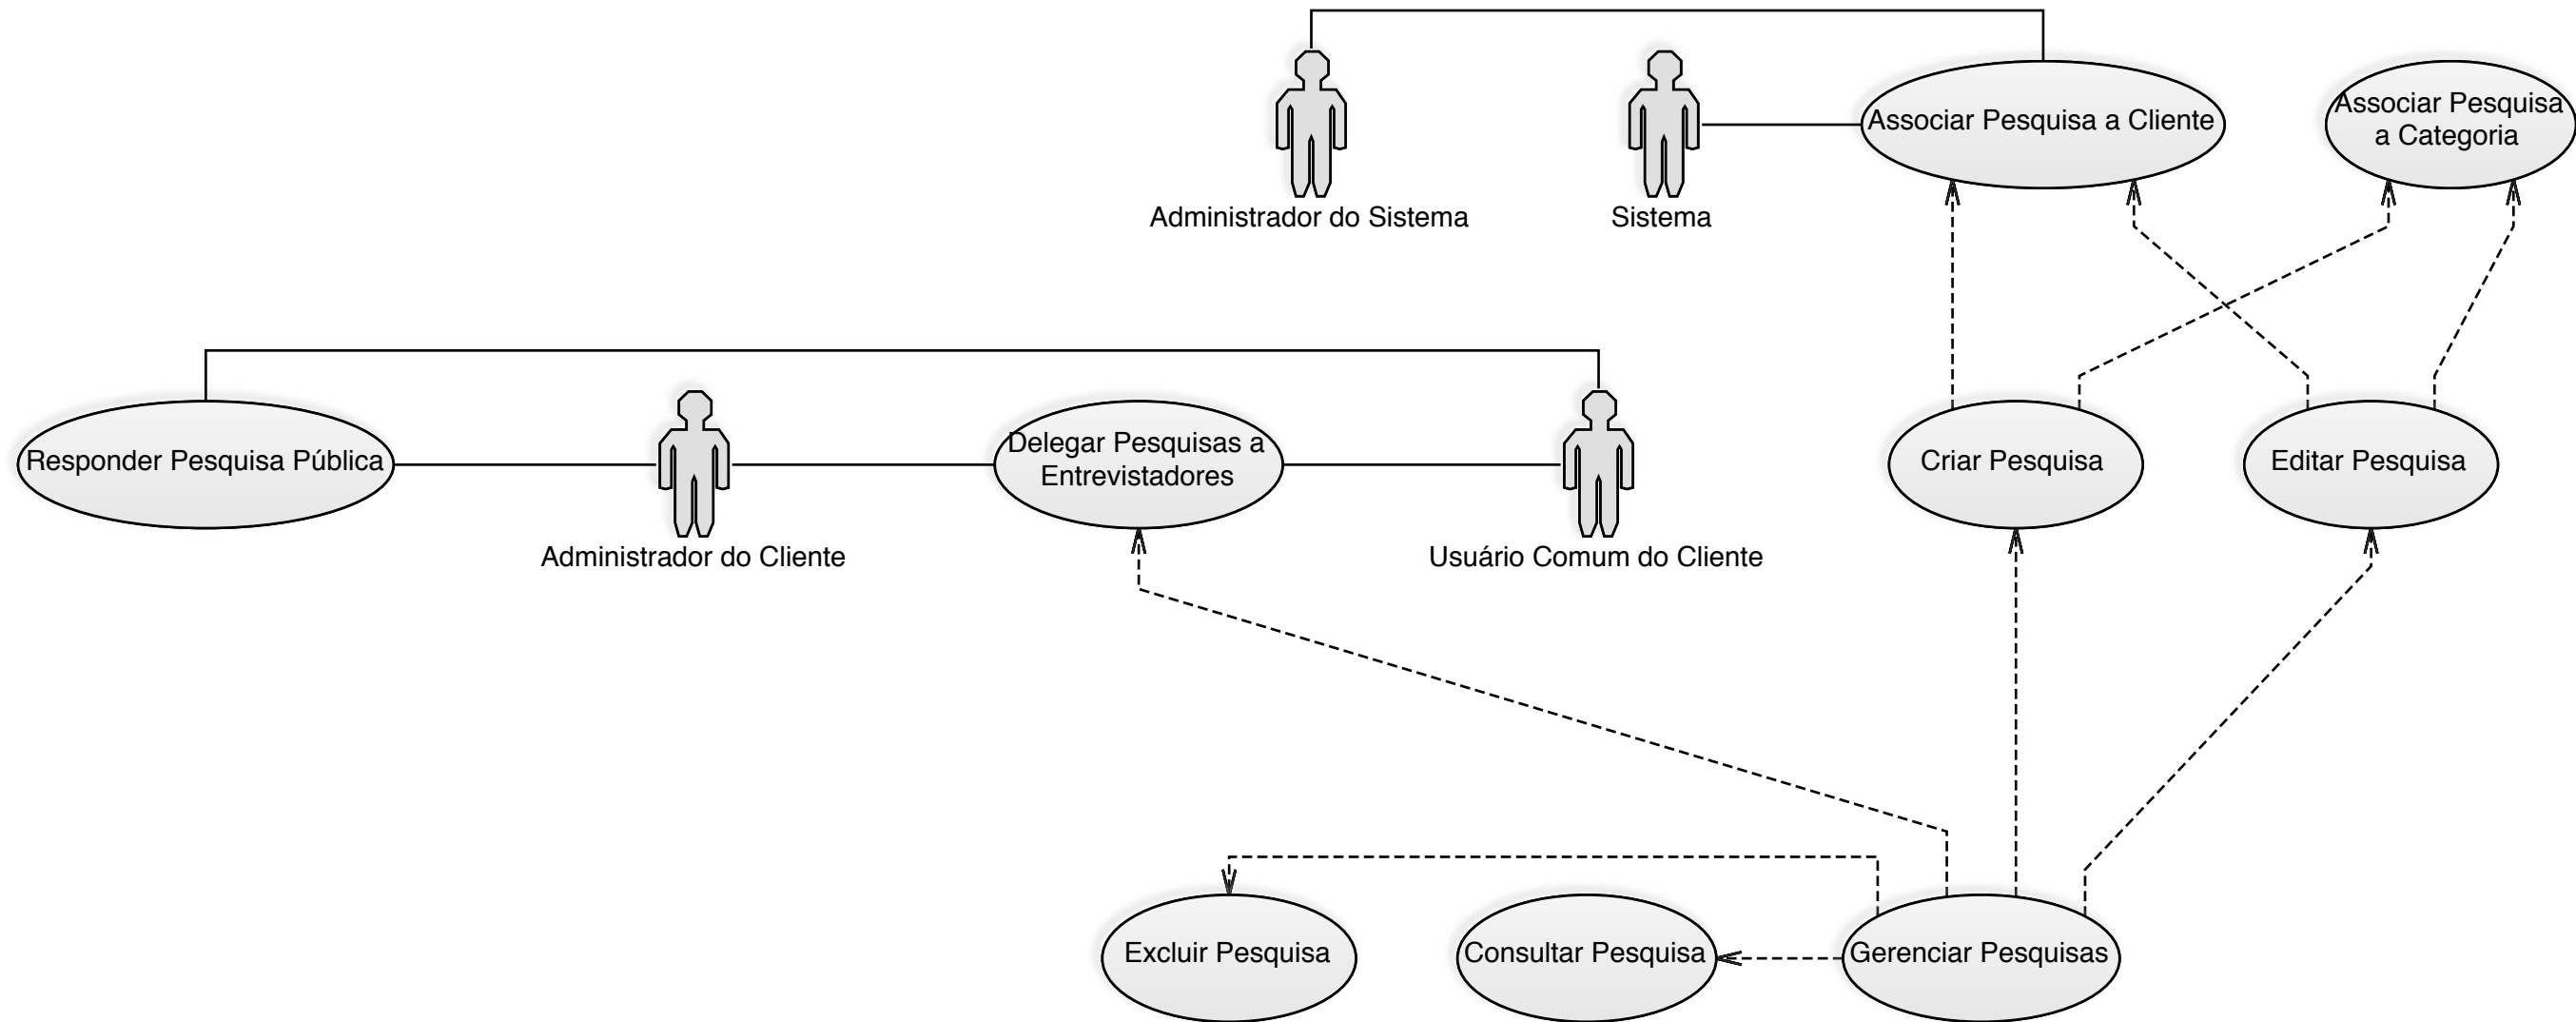 Associar Pesquisa a Cliente
Associar Pesquisa
a Categoria
Administrador do Sistema
Sistema
Responder Pesquisa Pública
Delegar Pesquisas a
Entrevistadores
Criar Pesquisa
Editar Pesquisa
Administrador do Cliente
Usuário Comum do Cliente
Excluir Pesquisa
Consultar Pesquisa
Gerenciar Pesquisas